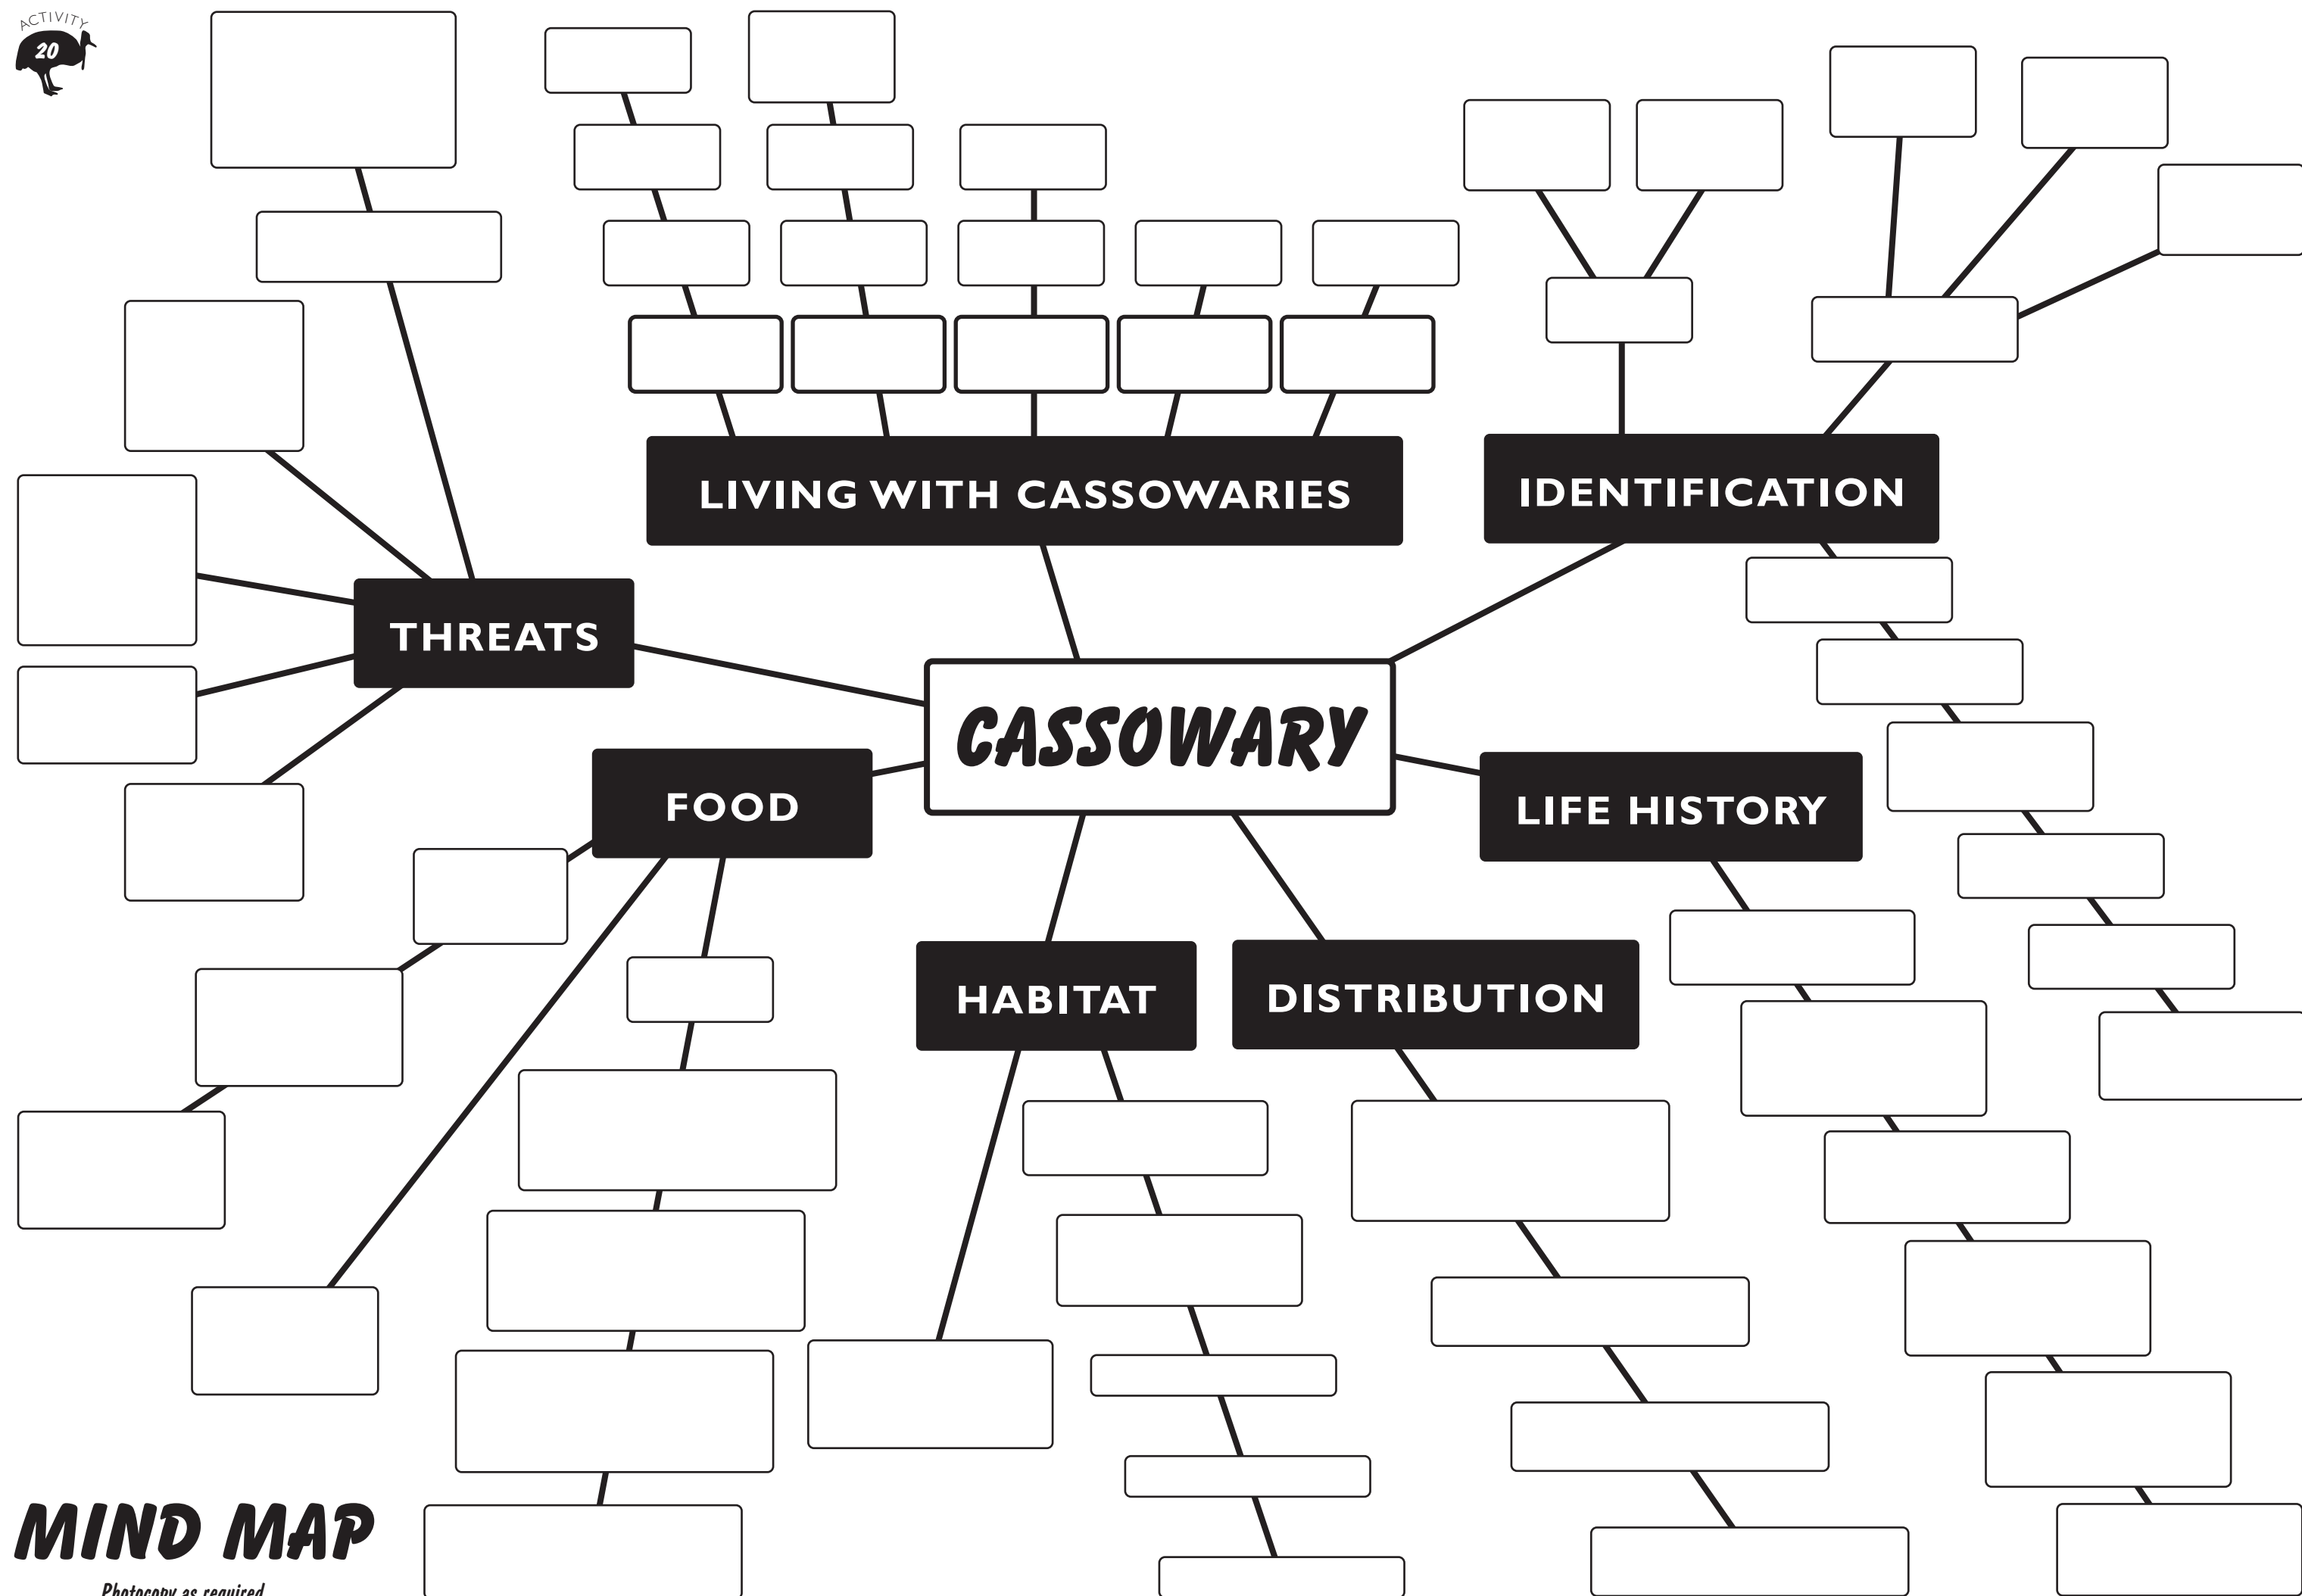 ACTIVITY
20
LIVING WITH CASSOWARIES
IDENTIFICATION
THREATS
CASSOWARY
FOOD
LIFE HISTORY
HABITAT
DISTRIBUTION
MIND MAP
Photocopy as required